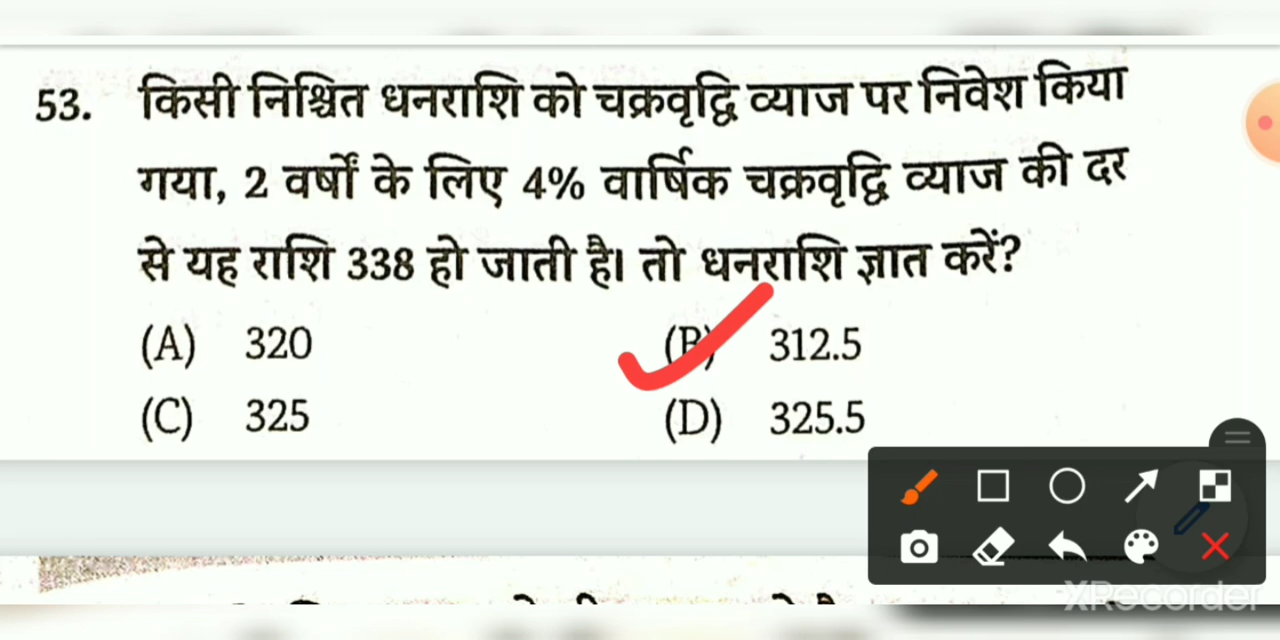 53. किसी निश्चित धनराशि को चक्रवृद्धि व्याज पर निवेश किया
गया, 2 वर्षों के लिए 4% वार्षिक चक्रवृद्धि व्याज की दर
से यह राशि 338 हो जाती है। तो धनराशि ज्ञात करें?
(A) 320 (B) 312.5
(C) 325 (D) 325.5
XRecorder